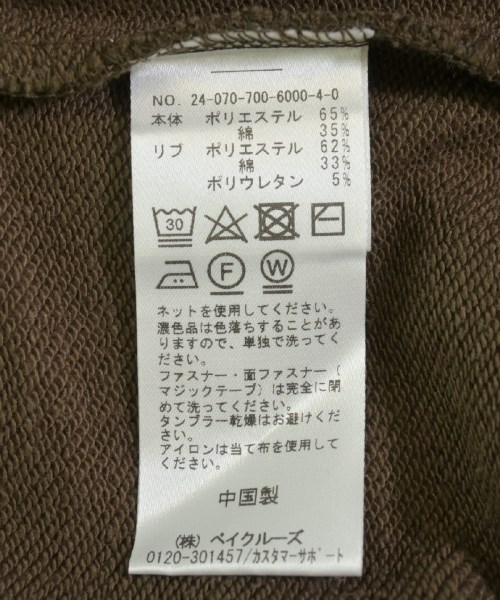 NO. 24-070-700-6000-4-0
本体 ポリエステル 65%
綿 35%
リブ ポリエステル 62%
綿 33%
ポリウレタン 5%
30
F W
ネットを使用してください。
濃色品は色落ちすることがあ
りますので、単独で洗ってく
ださい。
ファスナー・面ファスナー(
マジックテープ)は完全に閉
めて洗ってください。
タンブラー乾燥はお避けくだ
さい。
アイロンは当て布を使用して
ください。
中国製
(株) ベイクルーズ
0120-301457/カスタマーサポート